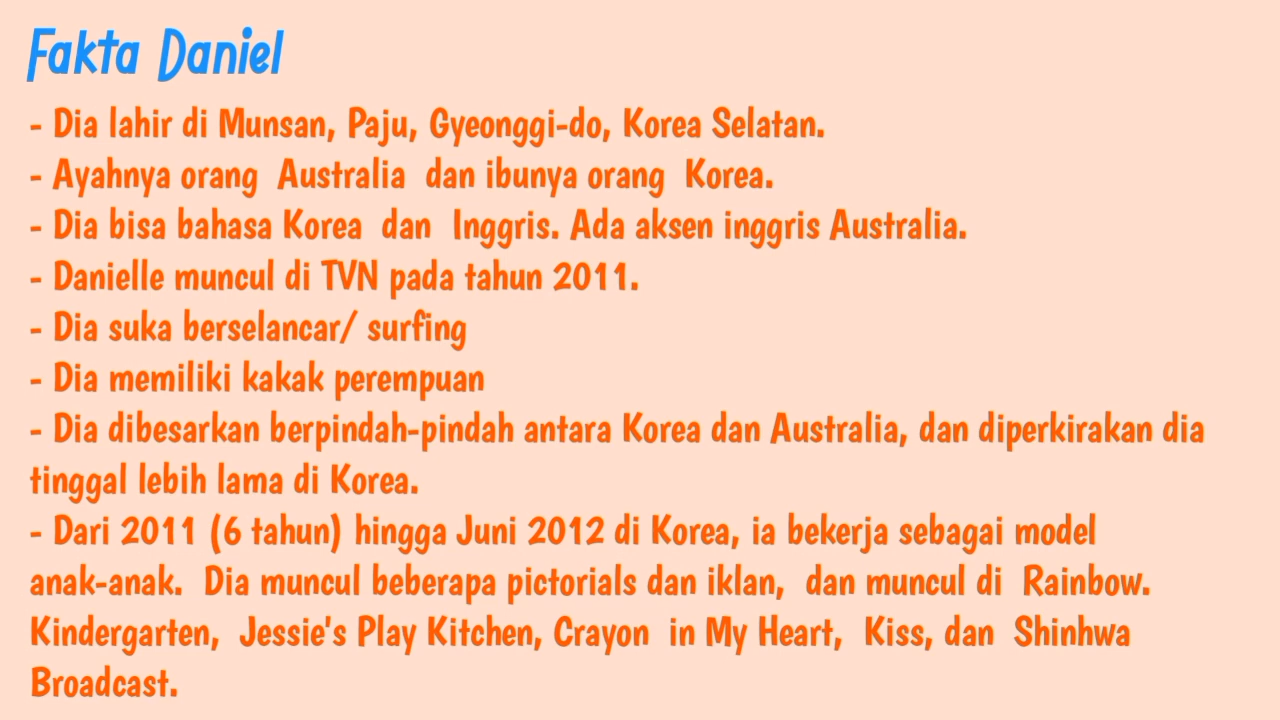 Fakta Daniel
- Dia lahir di Munsan, Paju, Gyeonggi-do, Korea Selatan.
- Ayahnya orang Australia dan ibunya orang Korea.
- Dia bisa bahasa Korea dan Inggris. Ada aksen inggris Australia.
- Danielle muncul di TVN pada tahun 2011.
- Dia suka berselancar/ surfing
- Dia memiliki kakak perempuan
- Dia dibesarkan berpindah-pindah antara Korea dan Australia, dan diperkirakan dia
tinggal lebih lama di Korea.
- Dari 2011 (6 tahun) hingga Juni 2012 di Korea, ia bekerja sebagai model
anak-anak. Dia muncul beberapa pictorials dan iklan, dan muncul di Rainbow.
Kindergarten, Jessie's Play Kitchen, Crayon in My Heart, Kiss, dan Shinhwa
Broadcast.